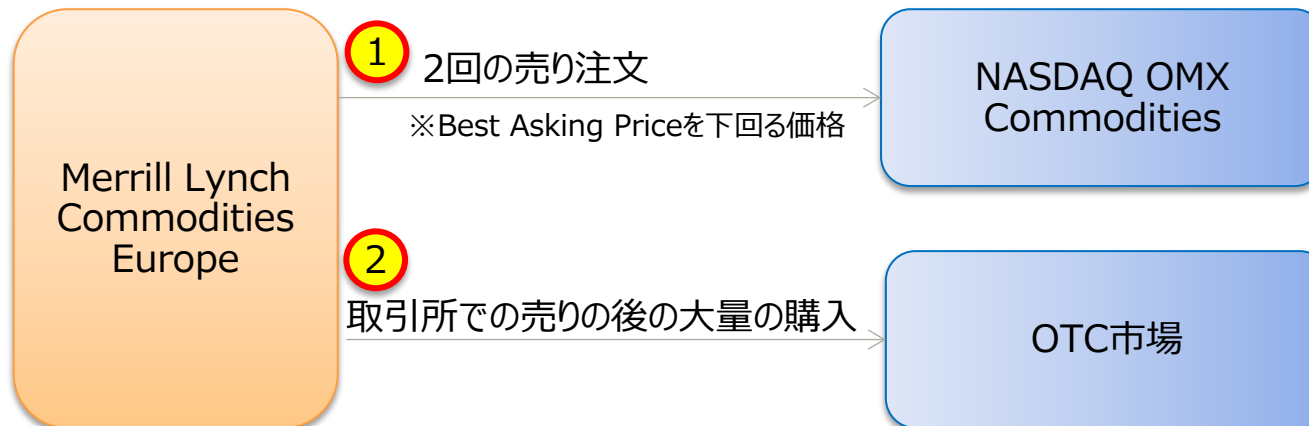 Merrill Lynch
Commodities
Europe
1
2回の売り注文
※Best Asking Priceを下回る価格
NASDAQ OMX
Commodities
2
取引所での売りの後の大量の購入
OTC市場